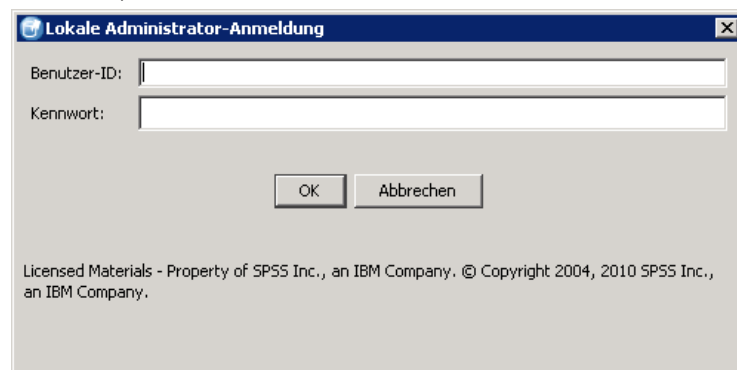 Lokale Administrator-Anmeldung
Benutzer-ID:
Kennwort:
OK Abbrechen
Licensed Materials - Property of SPSS Inc., an IBM Company. © Copyright 2004, 2010 SPSS Inc.,
an IBM Company.